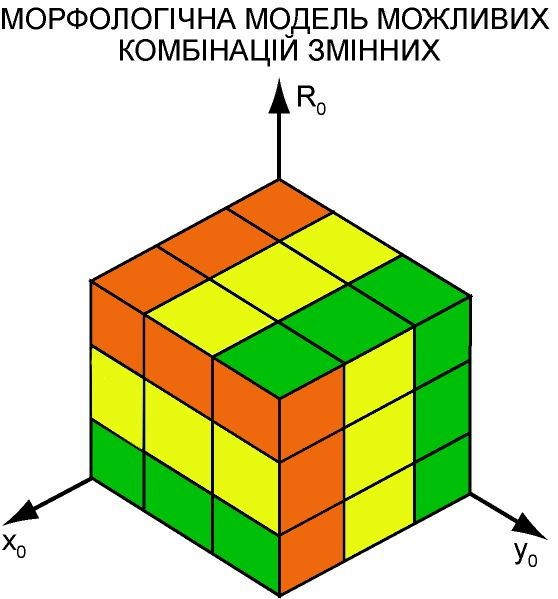 МОРФОЛОГІЧНА МОДЕЛЬ МОЖЛИВИХ
КОМБІНАЦІЙ ЗМІННИХ
R₀
x₀
y₀